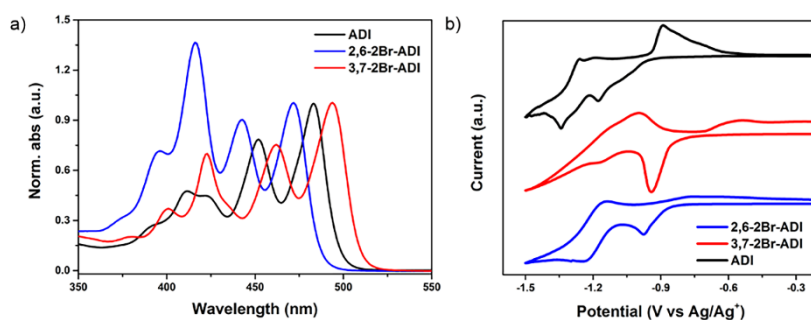 a)
ADI
2,6-2Br-ADI
3,7-2Br-ADI
Norm. abs (a.u.)
1.5
1.2
0.9
0.6
0.3
0.0
350
400
450
500
550
Wavelength (nm)
b)
Current (a.u.)
2,6-2Br-ADI
3,7-2Br-ADI
ADI
-1.5
-1.2
-0.9
-0.6
-0.3
Potential (V vs Ag/Ag⁺)